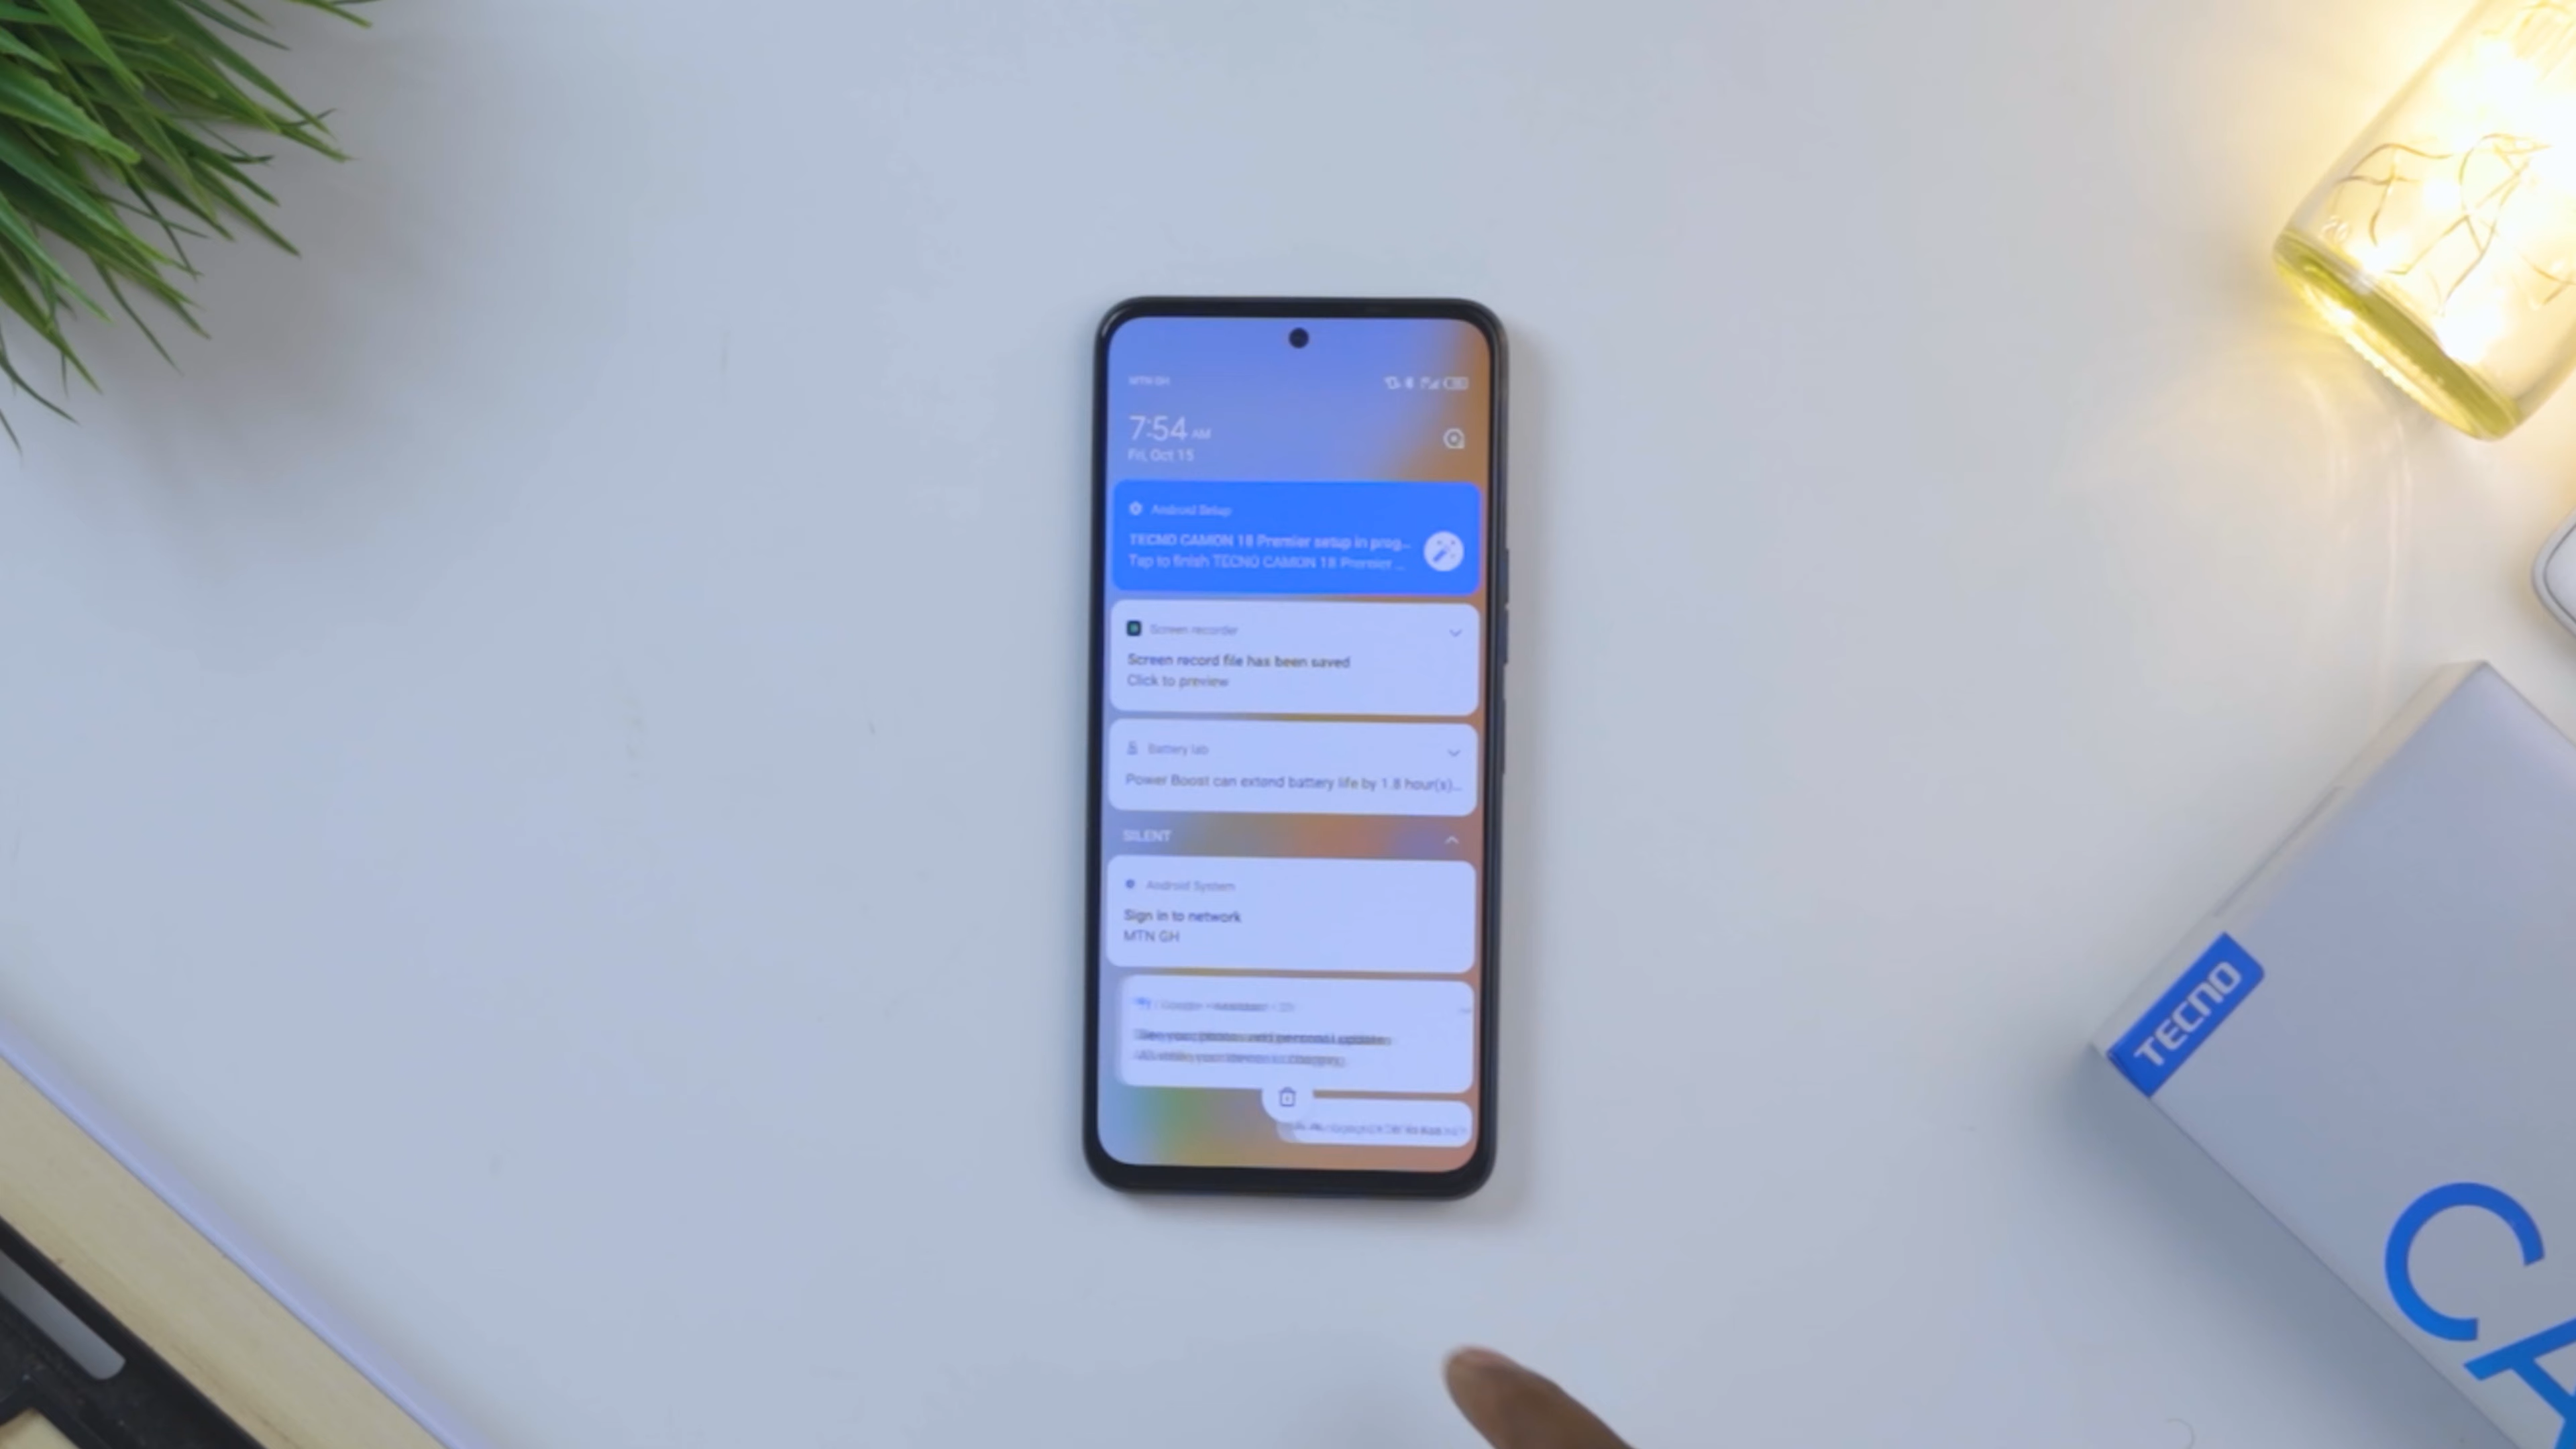 MTN GH
7:54 AM
Fri, Oct 15
Android Setup
TECNO CAMON 18 Premier setup in prog...
Tap to finish TECNO CAMON 18 Premier ...
Screen recorder
Screen record file has been saved
Click to preview
Battery lab
Power Boost can extend battery life by 1.8 hour(s)...
SILENT
Android System
Sign in to network
MTN GH
TECNO
CA